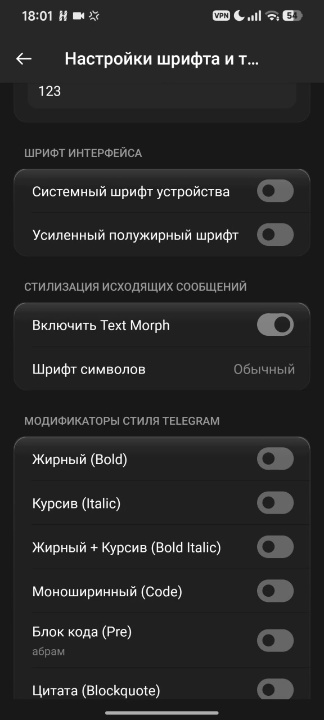 18:01
VPN
54
Настройки шрифта и т...
123
ШРИФТ ИНТЕРФЕЙСА
Системный шрифт устройства
Усиленный полужирный шрифт
СТИЛИЗАЦИЯ ИСХОДЯЩИХ СООБЩЕНИЙ
Включить Text Morph
Шрифт символов Обычный
МОДИФИКАТОРЫ СТИЛЯ TELEGRAM
Жирный (Bold)
Курсив (Italic)
Жирный + Курсив (Bold Italic)
Моноширинный (Code)
Блок кода (Pre)
абрам
Цитата (Blockquote)